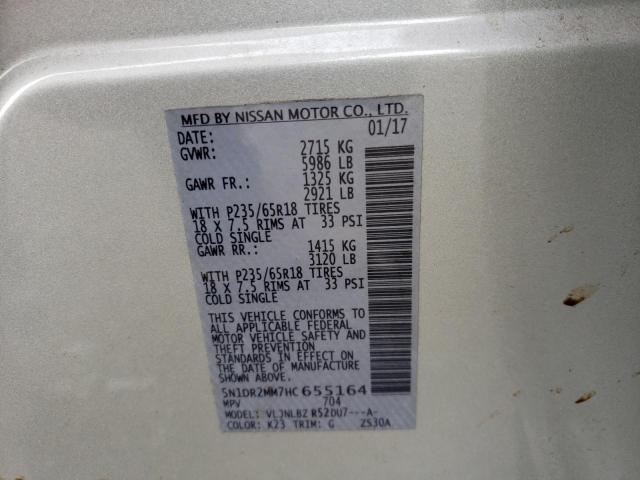 MFD BY NISSAN MOTOR CO., LTD.
DATE: 01/17
GVWR: 2715 KG
5986 LB
GAWR FR.: 1325 KG
2921 LB
WITH P235/65R18 TIRES
18 X 7.5 RIMS AT 33 PSI
COLD SINGLE
GAWR RR.: 1415 KG
3120 LB
WITH P235/65R18 TIRES
18 X 7.5 RIMS AT 33 PSI
COLD SINGLE
THIS VEHICLE CONFORMS TO
ALL APPLICABLE FEDERAL
MOTOR VEHICLE SAFETY AND
THEFT PREVENTION
STANDARDS IN EFFECT ON
THE DATE OF MANUFACTURE
SHOWN ABOVE.
5N1DR2MM7HC 655164
MPV 704
MODEL: VLJNLBZ R52DU7---A-
COLOR: K23 TRIM: G ZS30A